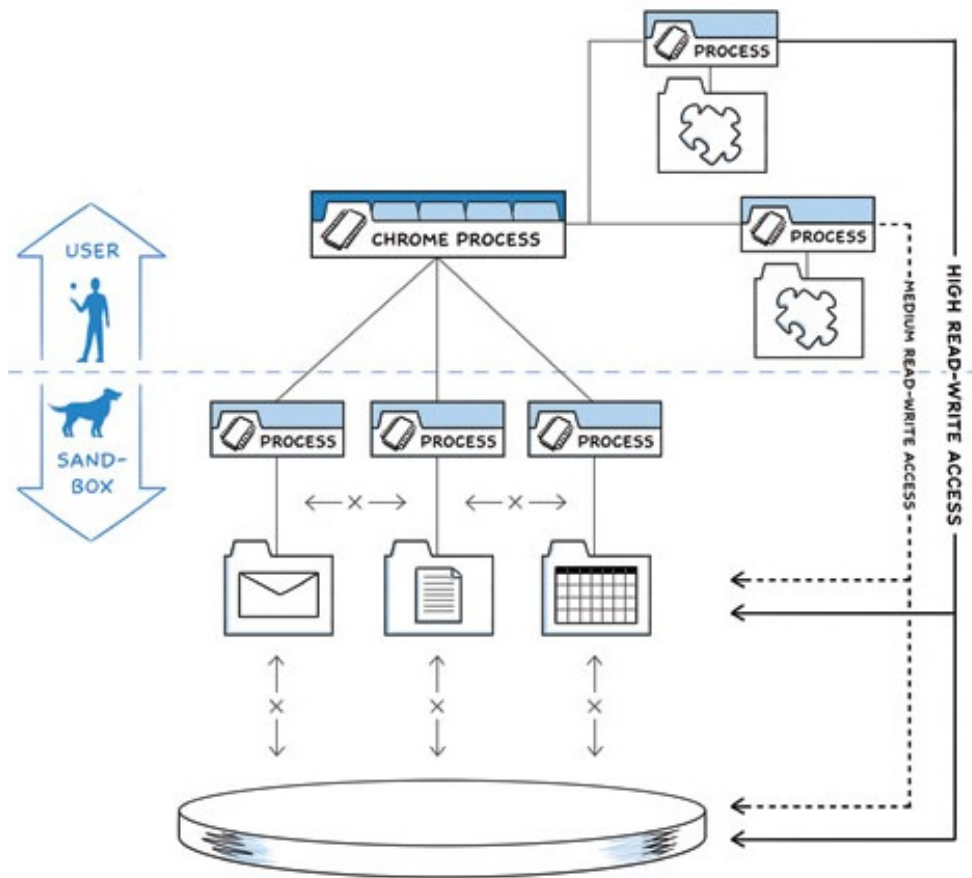 PROCESS
CHROME PROCESS
PROCESS
USER
HIGH READ-WRITE ACCESS
MEDIUM READ-WRITE ACCESS
PROCESS
PROCESS
PROCESS
SAND-
BOX